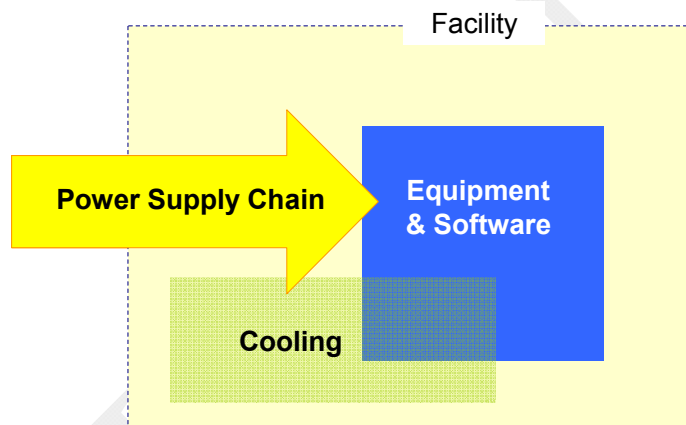 Facility
Power Supply Chain
Equipment
& Software
Cooling